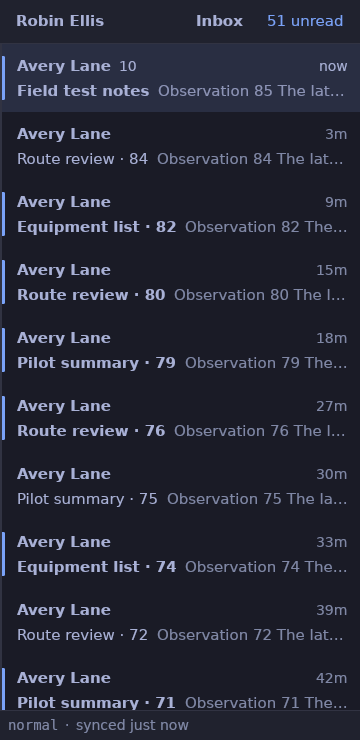 Robin Ellis Inbox 51 unread
Avery Lane 10 now
Field test notes Observation 85 The lat…
Avery Lane 3m
Route review · 84 Observation 84 The lat…
Avery Lane 9m
Equipment list · 82 Observation 82 The…
Avery Lane 15m
Route review · 80 Observation 80 The l…
Avery Lane 18m
Pilot summary · 79 Observation 79 The…
Avery Lane 27m
Route review · 76 Observation 76 The l…
Avery Lane 30m
Pilot summary · 75 Observation 75 The la…
Avery Lane 33m
Equipment list · 74 Observation 74 The…
Avery Lane 39m
Route review · 72 Observation 72 The lat…
Avery Lane 42m
Pilot summary · 71 Observation 71 The…
normal · synced just now